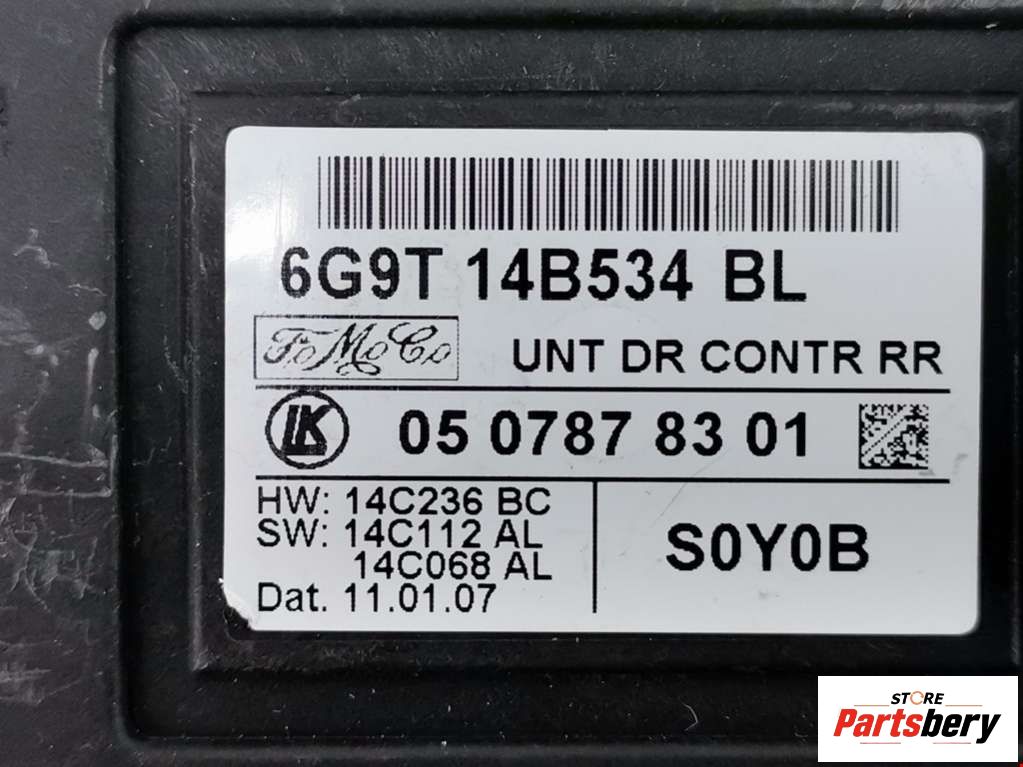 6G9T 14B534 BL
FoMoCo
UNT DR CONTR RR
LK
05 0787 83 01
HW: 14C236 BC
SW: 14C112 AL
14C068 AL
Dat. 11.01.07
S0Y0B
STORE
Partsbery